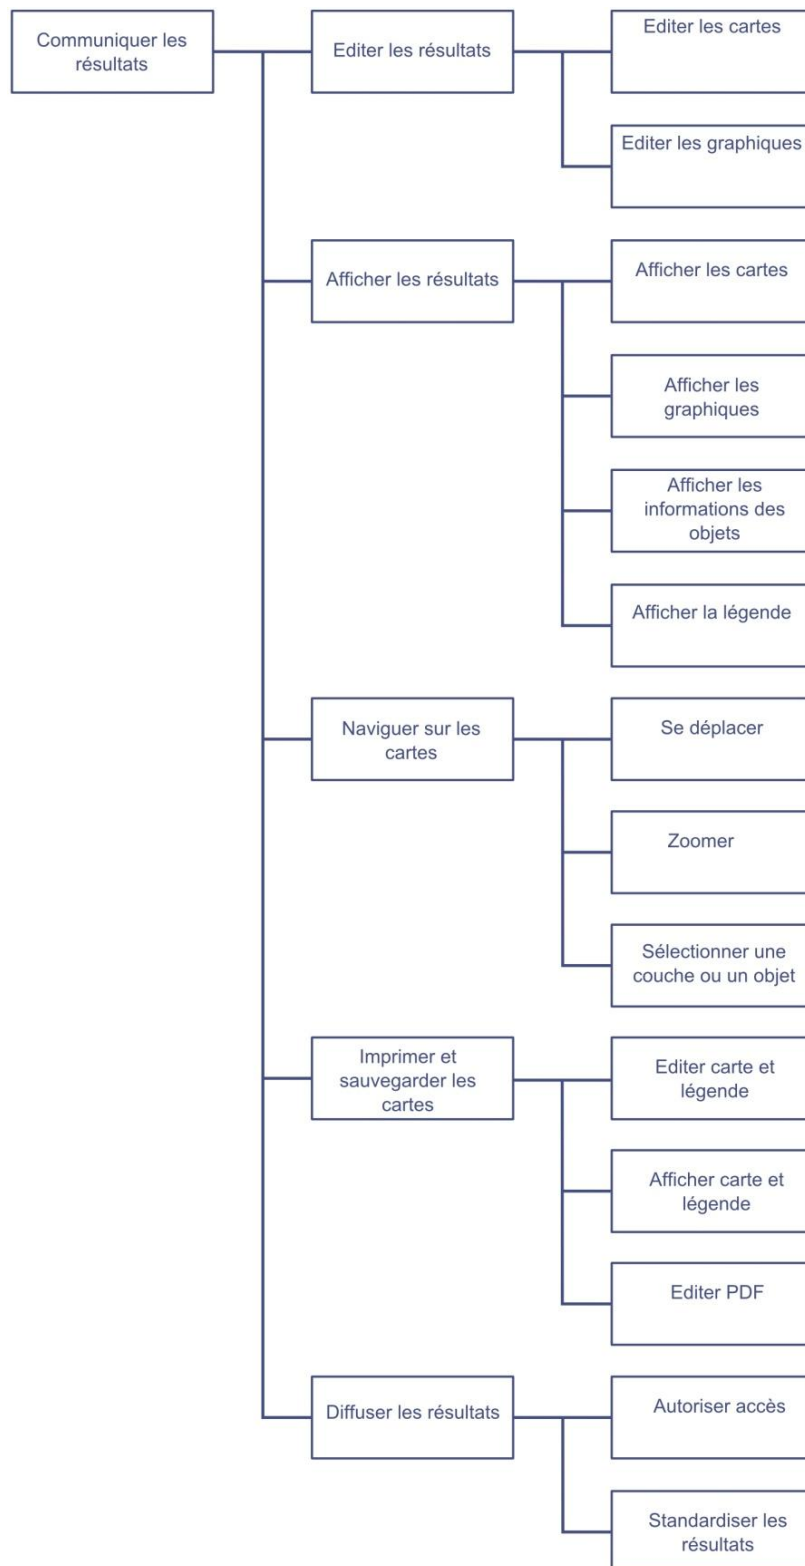 Communiquer les
résultats
Editer les résultats
Editer les cartes
Editer les graphiques
Afficher les résultats
Afficher les cartes
Afficher les
graphiques
Afficher les
informations des
objets
Afficher la légende
Naviguer sur les
cartes
Se déplacer
Zoomer
Sélectionner une
couche ou un objet
Imprimer et
sauvegarder les
cartes
Editer carte et
légende
Afficher carte et
légende
Editer PDF
Diffuser les résultats
Autoriser accès
Standardiser les
résultats